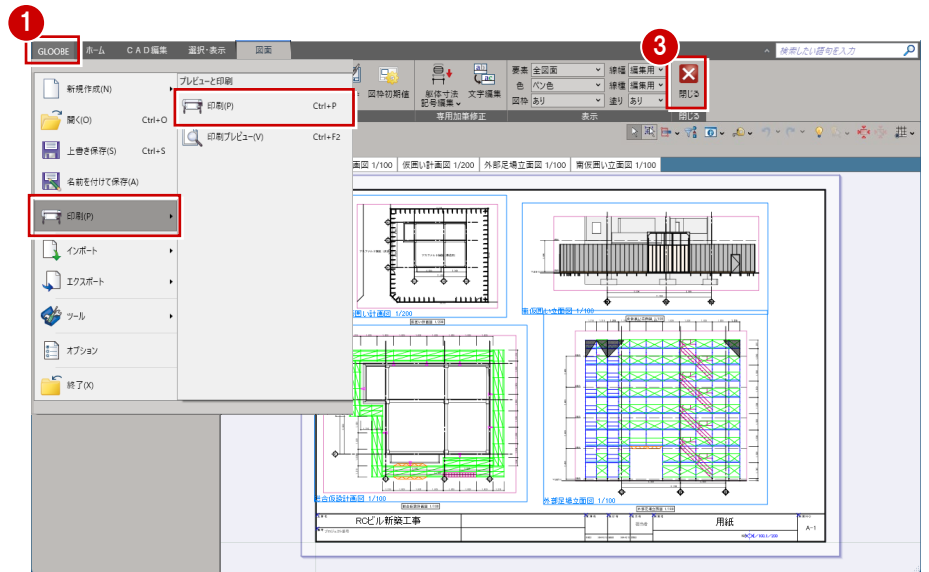 1
3
GLOOBE ホーム CAD編集 選択・表示 図面
検索したい語句を入力
新規作成(N)
開く(O) Ctrl+O
上書き保存(S) Ctrl+S
名前を付けて保存(A)
印刷(P)
インポート
エクスポート
ツール
オプション
終了(X)
プレビューと印刷
印刷(P) Ctrl+P
印刷プレビュー(V) Ctrl+F2
図枠初期値
躯体寸法
記号編集
文字編集
専用加筆修正
要素 全図面
色 ペン色
図枠 あり
線幅 編集用
線種 編集用
塗り あり
表示
閉じる
閉じる
面図 1/100 仮囲い計画図 1/200 外部足場立面図 1/100 南仮囲い立面図 1/100
囲い計画図 1/200
南仮囲い立面図 1/100
総合仮設計画図 1/100
外部足場立面図 1/100
RCビル新築工事
用紙
A-1